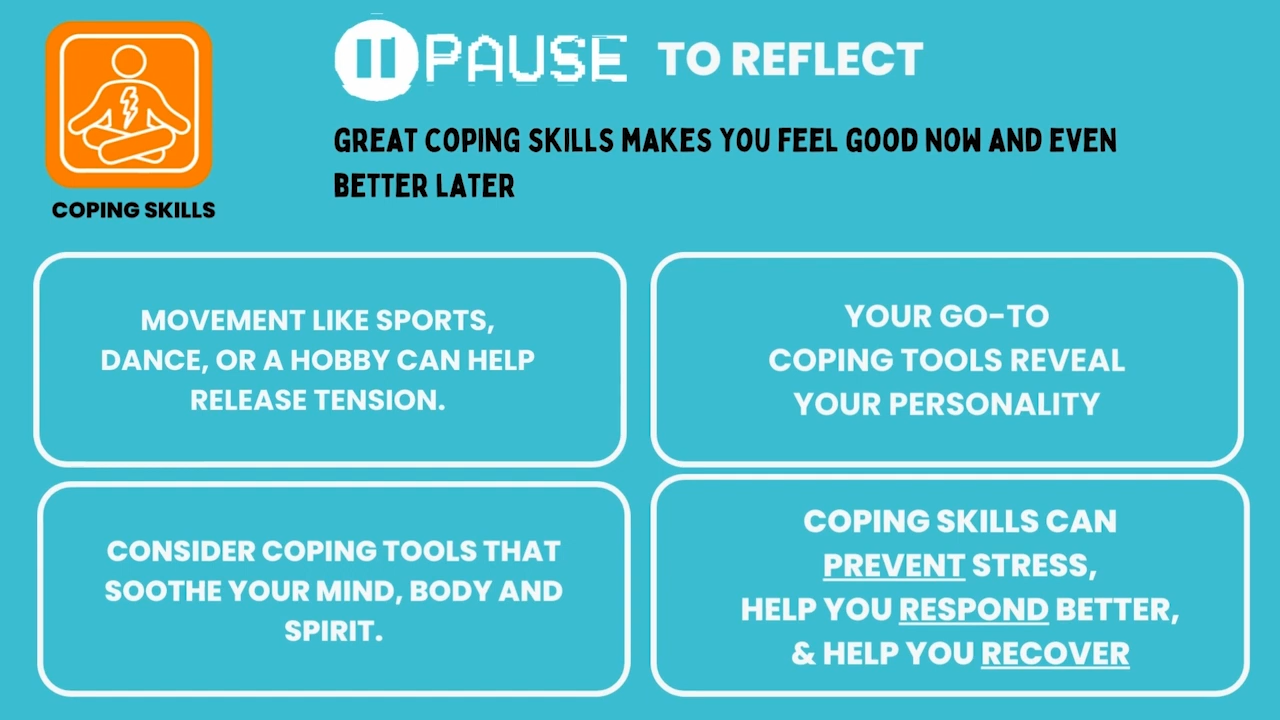 PAUSE TO REFLECT
GREAT COPING SKILLS MAKES YOU FEEL GOOD NOW AND EVEN
BETTER LATER
COPING SKILLS
MOVEMENT LIKE SPORTS,
DANCE, OR A HOBBY CAN HELP
RELEASE TENSION.
YOUR GO-TO
COPING TOOLS REVEAL
YOUR PERSONALITY
CONSIDER COPING TOOLS THAT
SOOTHE YOUR MIND, BODY AND
SPIRIT.
COPING SKILLS CAN
PREVENT STRESS,
HELP YOU RESPOND BETTER,
& HELP YOU RECOVER